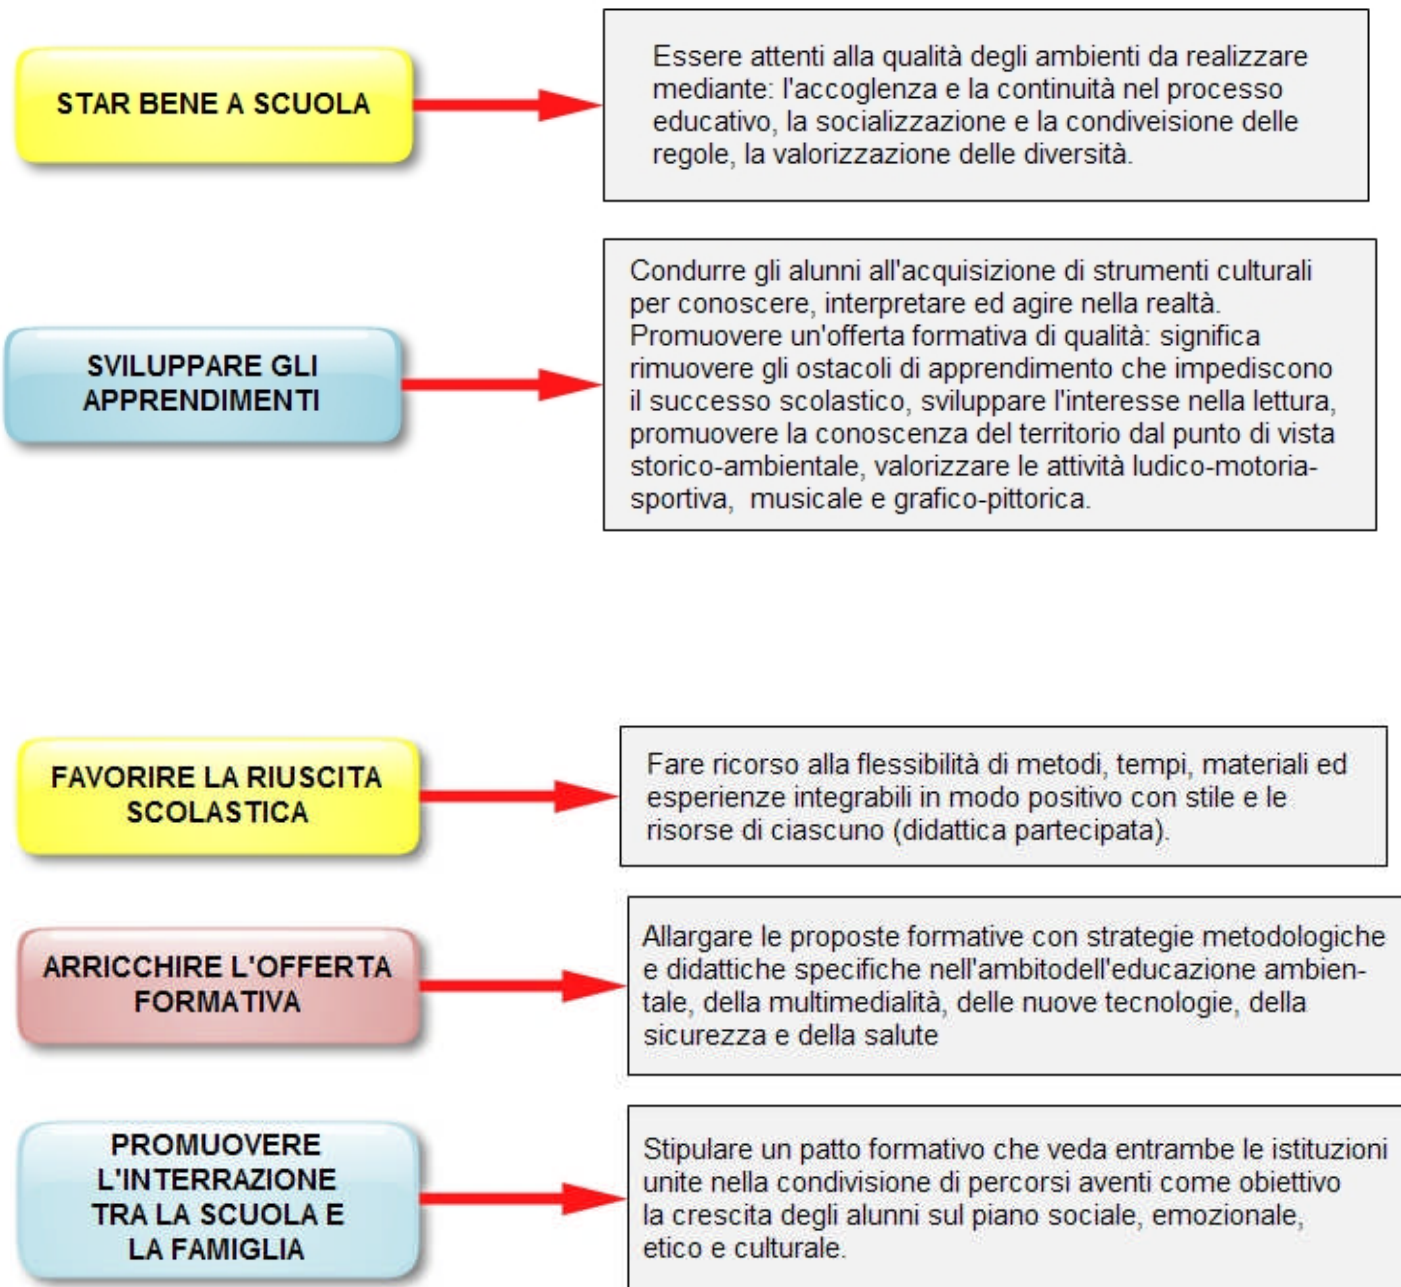 STAR BENE A SCUOLA
Essere attenti alla qualità degli ambienti da realizzare
mediante: l'accoglenza e la continuità nel processo
educativo, la socializzazione e la condiveisione delle
regole, la valorizzazione delle diversità.
SVILUPPARE GLI
APPRENDIMENTI
Condurre gli alunni all'acquisizione di strumenti culturali
per conoscere, interpretare ed agire nella realtà.
Promuovere un'offerta formativa di qualità: significa
rimuovere gli ostacoli di apprendimento che impediscono
il successo scolastico, sviluppare l'interesse nella lettura,
promuovere la conoscenza del territorio dal punto di vista
storico-ambientale, valorizzare le attività ludico-motoria-
sportiva, musicale e grafico-pittorica.
FAVORIRE LA RIUSCITA
SCOLASTICA
Fare ricorso alla flessibilità di metodi, tempi, materiali ed
esperienze integrabili in modo positivo con stile e le
risorse di ciascuno (didattica partecipata).
ARRICCHIRE L'OFFERTA
FORMATIVA
Allargare le proposte formative con strategie metodologiche
e didattiche specifiche nell'ambitodell'educazione ambien-
tale, della multimedialità, delle nuove tecnologie, della
sicurezza e della salute
PROMUOVERE
L'INTERRAZIONE
TRA LA SCUOLA E
LA FAMIGLIA
Stipulare un patto formativo che veda entrambe le istituzioni
unite nella condivisione di percorsi aventi come obiettivo
la crescita degli alunni sul piano sociale, emozionale,
etico e culturale.